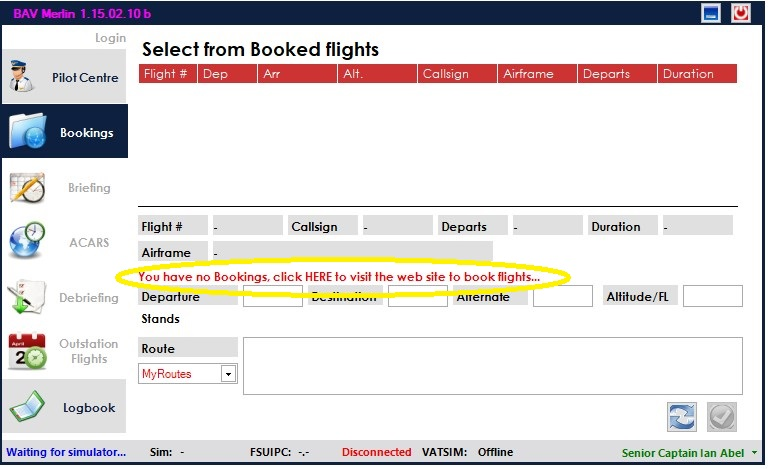 BAV Merlin 1.15.02.10 b
Login
Pilot Centre
Bookings
Briefing
ACARS
Debriefing
April
2
Outstation
Flights
Logbook
Select from Booked flights
Flight # Dep Arr Alt. Callsign Airframe Departs Duration
Flight # - Callsign - Departs - Duration -
Airframe -
You have no Bookings, click HERE to visit the web site to book flights...
Departure Destination Alternate Altitude/FL
Stands
Route
MyRoutes
Waiting for simulator... Sim: - FSUIPC: -.- Disconnected VATSIM: Offline Senior Captain Ian Abel